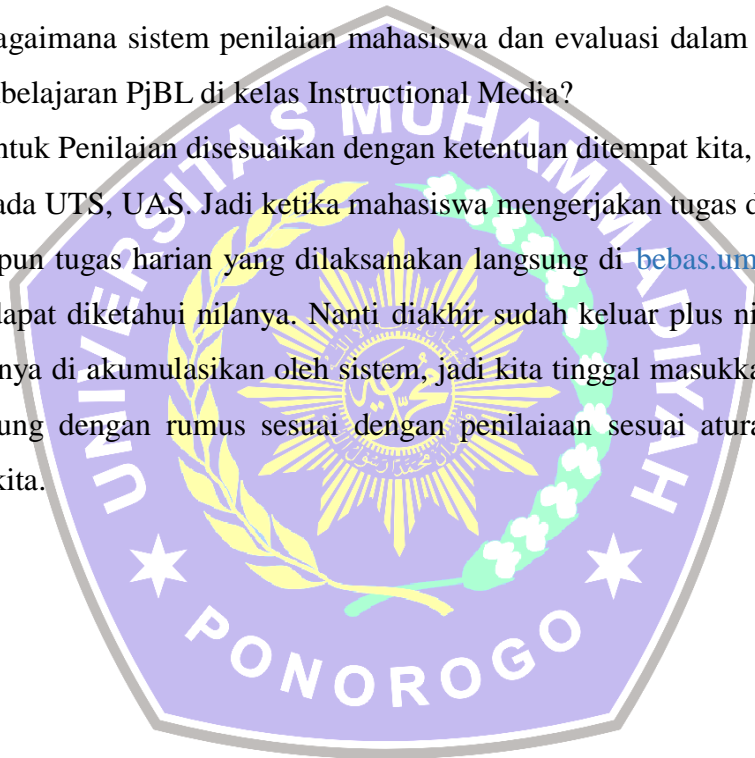 agaimana sistem penilaian mahasiswa dan evaluasi dalam
belajaran PjBL di kelas Instructional Media?
ntuk Penilaian disesuaikan dengan ketentuan ditempat kita,
ada UTS, UAS. Jadi ketika mahasiswa mengerjakan tugas d
pun tugas harian yang dilaksanakan langsung di bebas.um
dapat diketahui nilanya. Nanti diakhir sudah keluar plus ni
nya di akumulasikan oleh sistem, jadi kita tinggal masukka
ung dengan rumus sesuai dengan penilaiaan sesuai atura
kita.
UNIVERSITAS MUHAMMADIYAH
PONOROGO